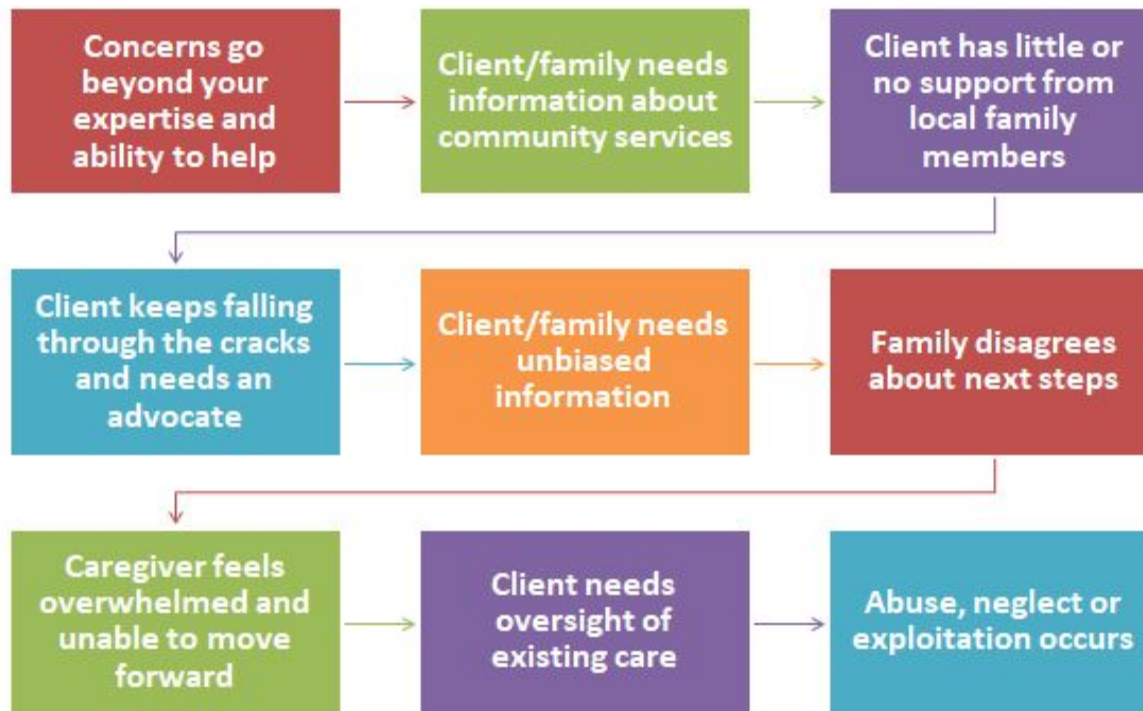 Concerns go
beyond your
expertise and
ability to help
Client/family needs
information about
community services
Client has little or
no support from
local family
members
Client keeps falling
through the cracks
and needs an
advocate
Client/family needs
unbiased
information
Family disagrees
about next steps
Caregiver feels
overwhelmed and
unable to move
forward
Client needs
oversight of
existing care
Abuse, neglect or
exploitation occurs